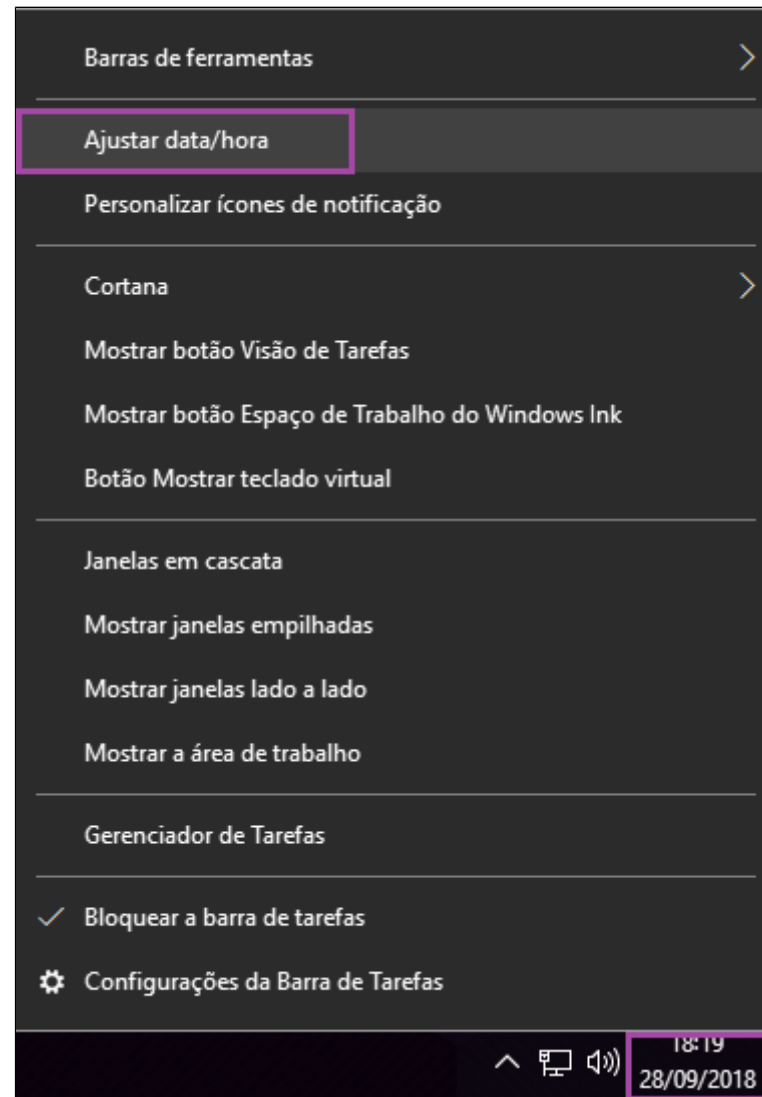 Barras de ferramentas
Ajustar data/hora
Personalizar ícones de notificação
Cortana
Mostrar botão Visão de Tarefas
Mostrar botão Espaço de Trabalho do Windows Ink
Botão Mostrar teclado virtual
Janelas em cascata
Mostrar janelas empilhadas
Mostrar janelas lado a lado
Mostrar a área de trabalho
Gerenciador de Tarefas
Bloquear a barra de tarefas
Configurações da Barra de Tarefas
18:19
28/09/2018